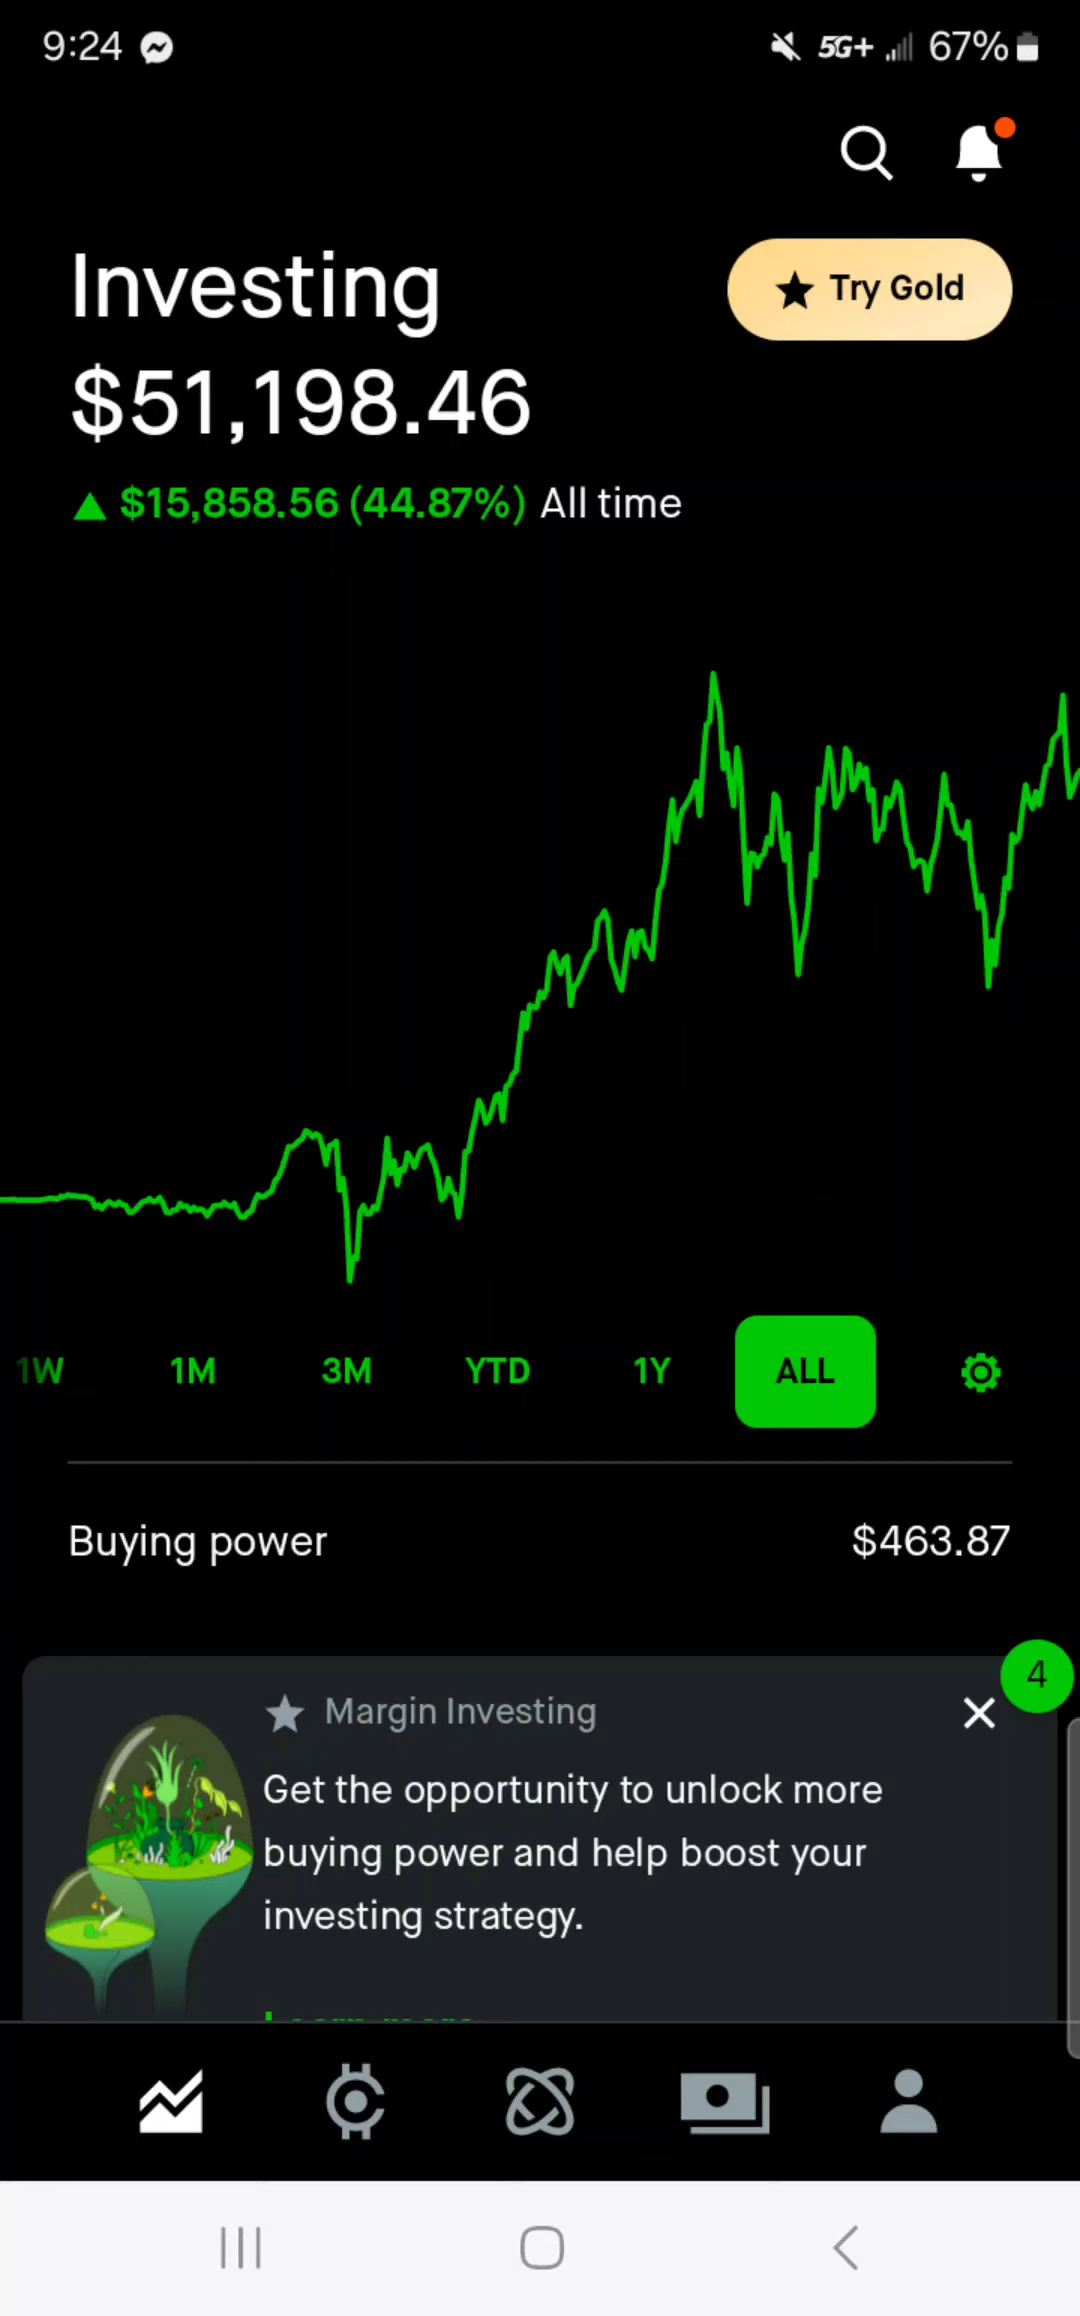 9:24
5G+ 67%
Investing
Try Gold
$51,198.46
▲ $15,858.56 (44.87%) All time
1W 1M 3M YTD 1Y ALL
Buying power $463.87
4
Margin Investing
Get the opportunity to unlock more
buying power and help boost your
investing strategy.